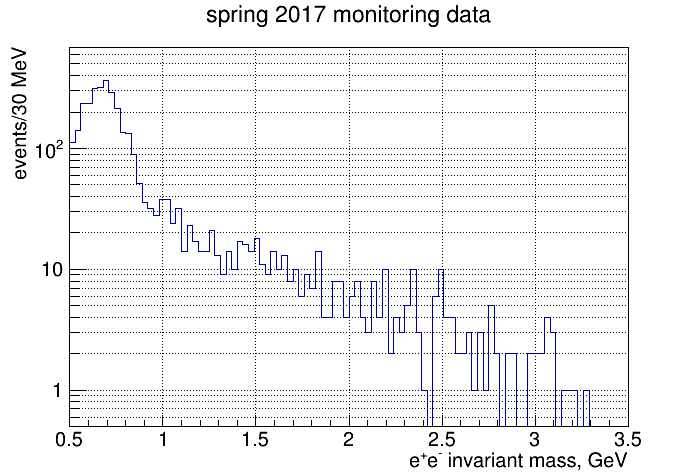 spring 2017 monitoring data
events/30 MeV
10²
10
1
0.5 1 1.5 2 2.5 3 3.5
e⁺e⁻ invariant mass, GeV